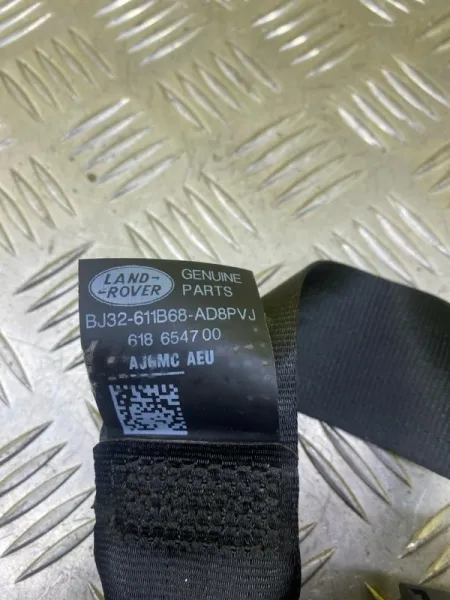 LAND-
-ROVER
GENUINE
PARTS
BJ32-611B68-AD8PVJ
618 654700
AJ6MC AEU